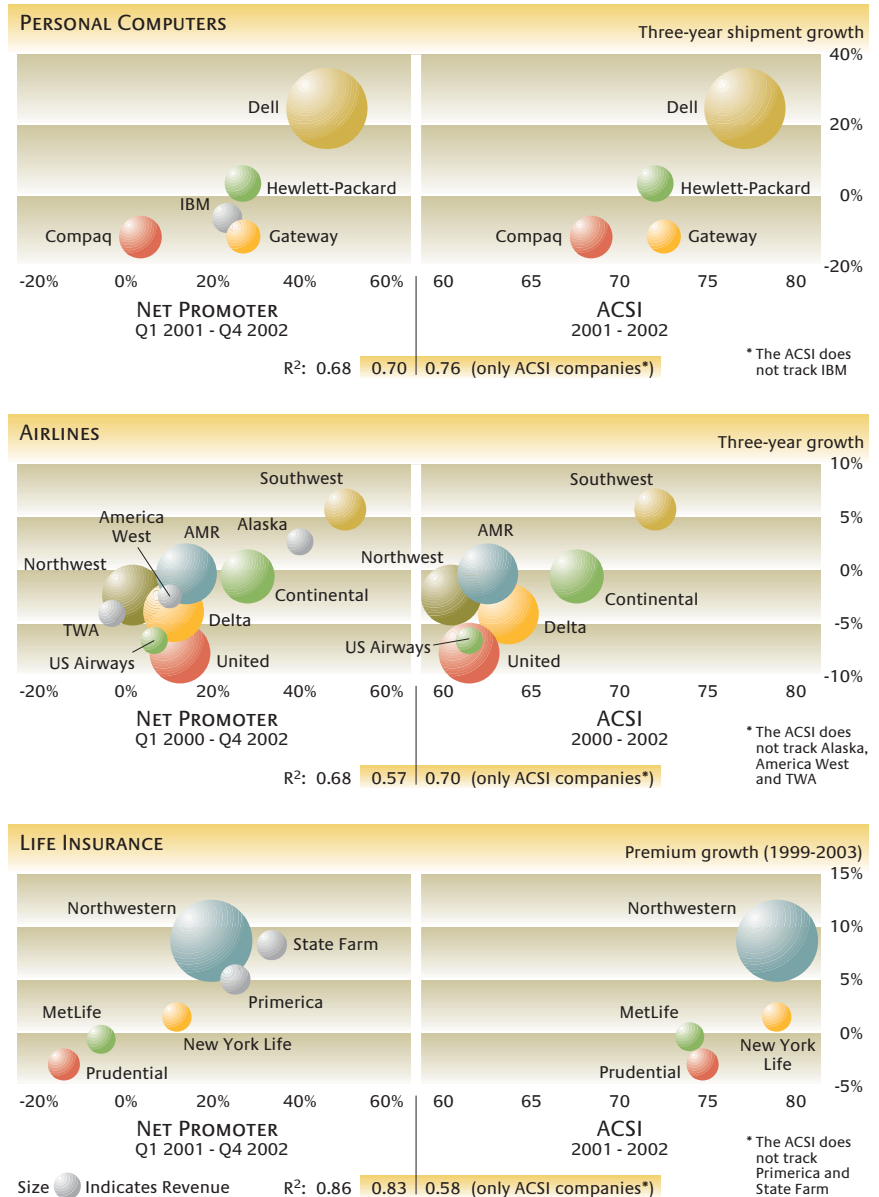 PERSONAL COMPUTERS
Three-year shipment growth
40%
Dell
Dell
20%
Hewlett-Packard
Hewlett-Packard
0%
IBM
Compaq
Gateway
Compaq
Gateway
-20%
-20% 0% 20% 40% 60% 60 65 70 75 80
NET PROMOTER
Q1 2001 - Q4 2002
ACSI
2001 - 2002
* The ACSI does
not track IBM
R²: 0.68 0.70 0.76 (only ACSI companies*)
AIRLINES
Three-year growth
10%
Southwest
Southwest
America
West
AMR
Alaska
AMR
5%
Northwest
Northwest
0%
Continental
Continental
TWA
Delta
Delta
-5%
US Airways
United
US Airways
United
-10%
-20% 0% 20% 40% 60% 60 65 70 75 80
NET PROMOTER
Q1 2000 - Q4 2002
ACSI
2000 - 2002
* The ACSI does
not track Alaska,
America West
and TWA
R²: 0.68 0.57 0.70 (only ACSI companies*)
LIFE INSURANCE
Premium growth (1999-2003)
15%
Northwestern
Northwestern
10%
State Farm
5%
Primerica
MetLife
MetLife
0%
New York Life
New York
Life
Prudential
Prudential
-5%
-20% 0% 20% 40% 60% 60 65 70 75 80
NET PROMOTER
Q1 2001 - Q4 2002
ACSI
2001 - 2002
* The ACSI does
not track
Primerica and
State Farm
Size Indicates Revenue
R²: 0.86 0.83 0.58 (only ACSI companies*)